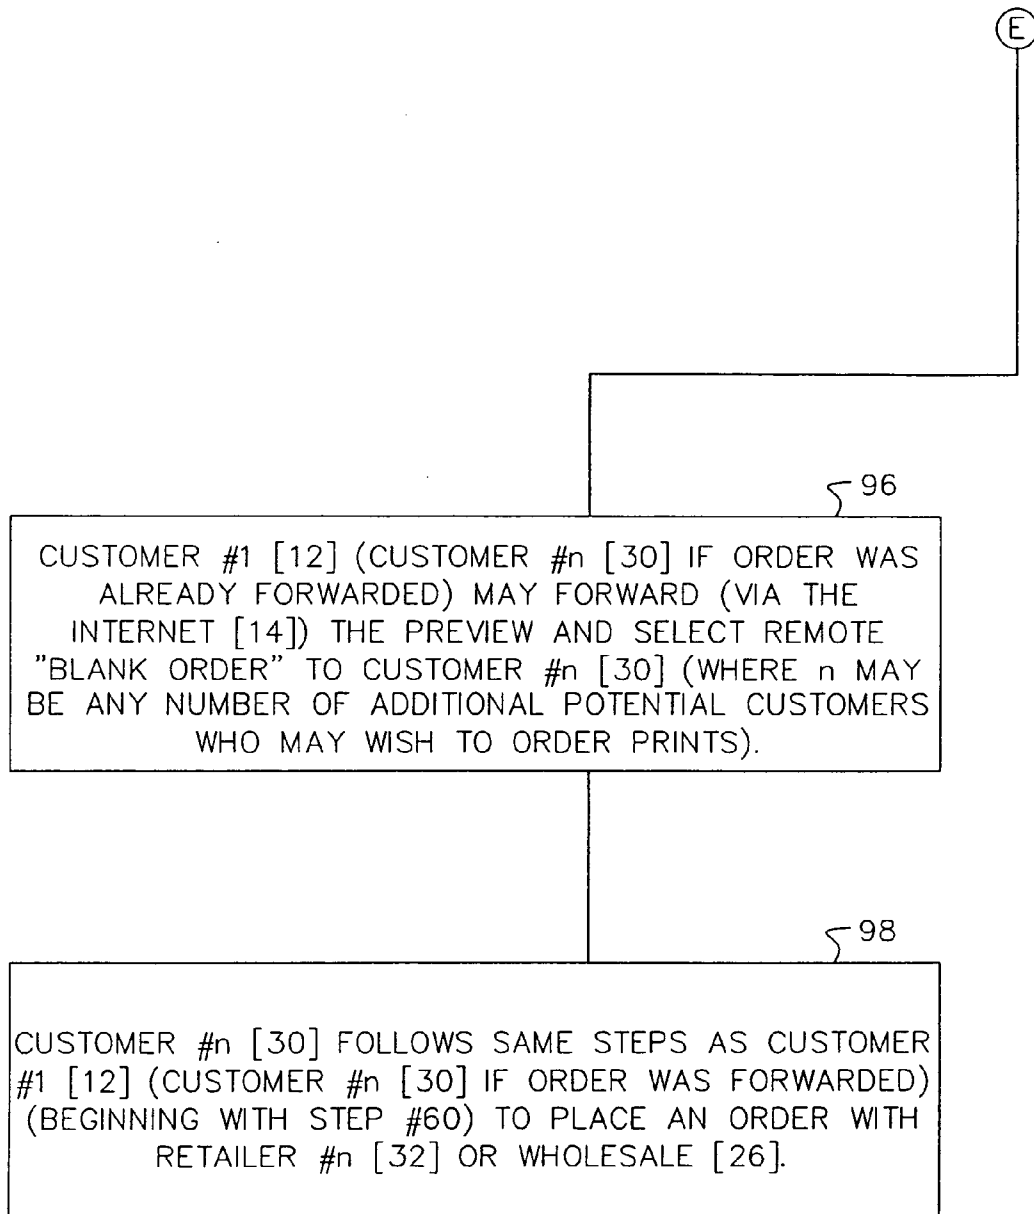 E
96
CUSTOMER #1 [12] (CUSTOMER #n [30] IF ORDER WAS
ALREADY FORWARDED) MAY FORWARD (VIA THE
INTERNET [14]) THE PREVIEW AND SELECT REMOTE
"BLANK ORDER" TO CUSTOMER #n [30] (WHERE n MAY
BE ANY NUMBER OF ADDITIONAL POTENTIAL CUSTOMERS
WHO MAY WISH TO ORDER PRINTS).
98
CUSTOMER #n [30] FOLLOWS SAME STEPS AS CUSTOMER
#1 [12] (CUSTOMER #n [30] IF ORDER WAS FORWARDED)
(BEGINNING WITH STEP #60) TO PLACE AN ORDER WITH
RETAILER #n [32] OR WHOLESALE [26].